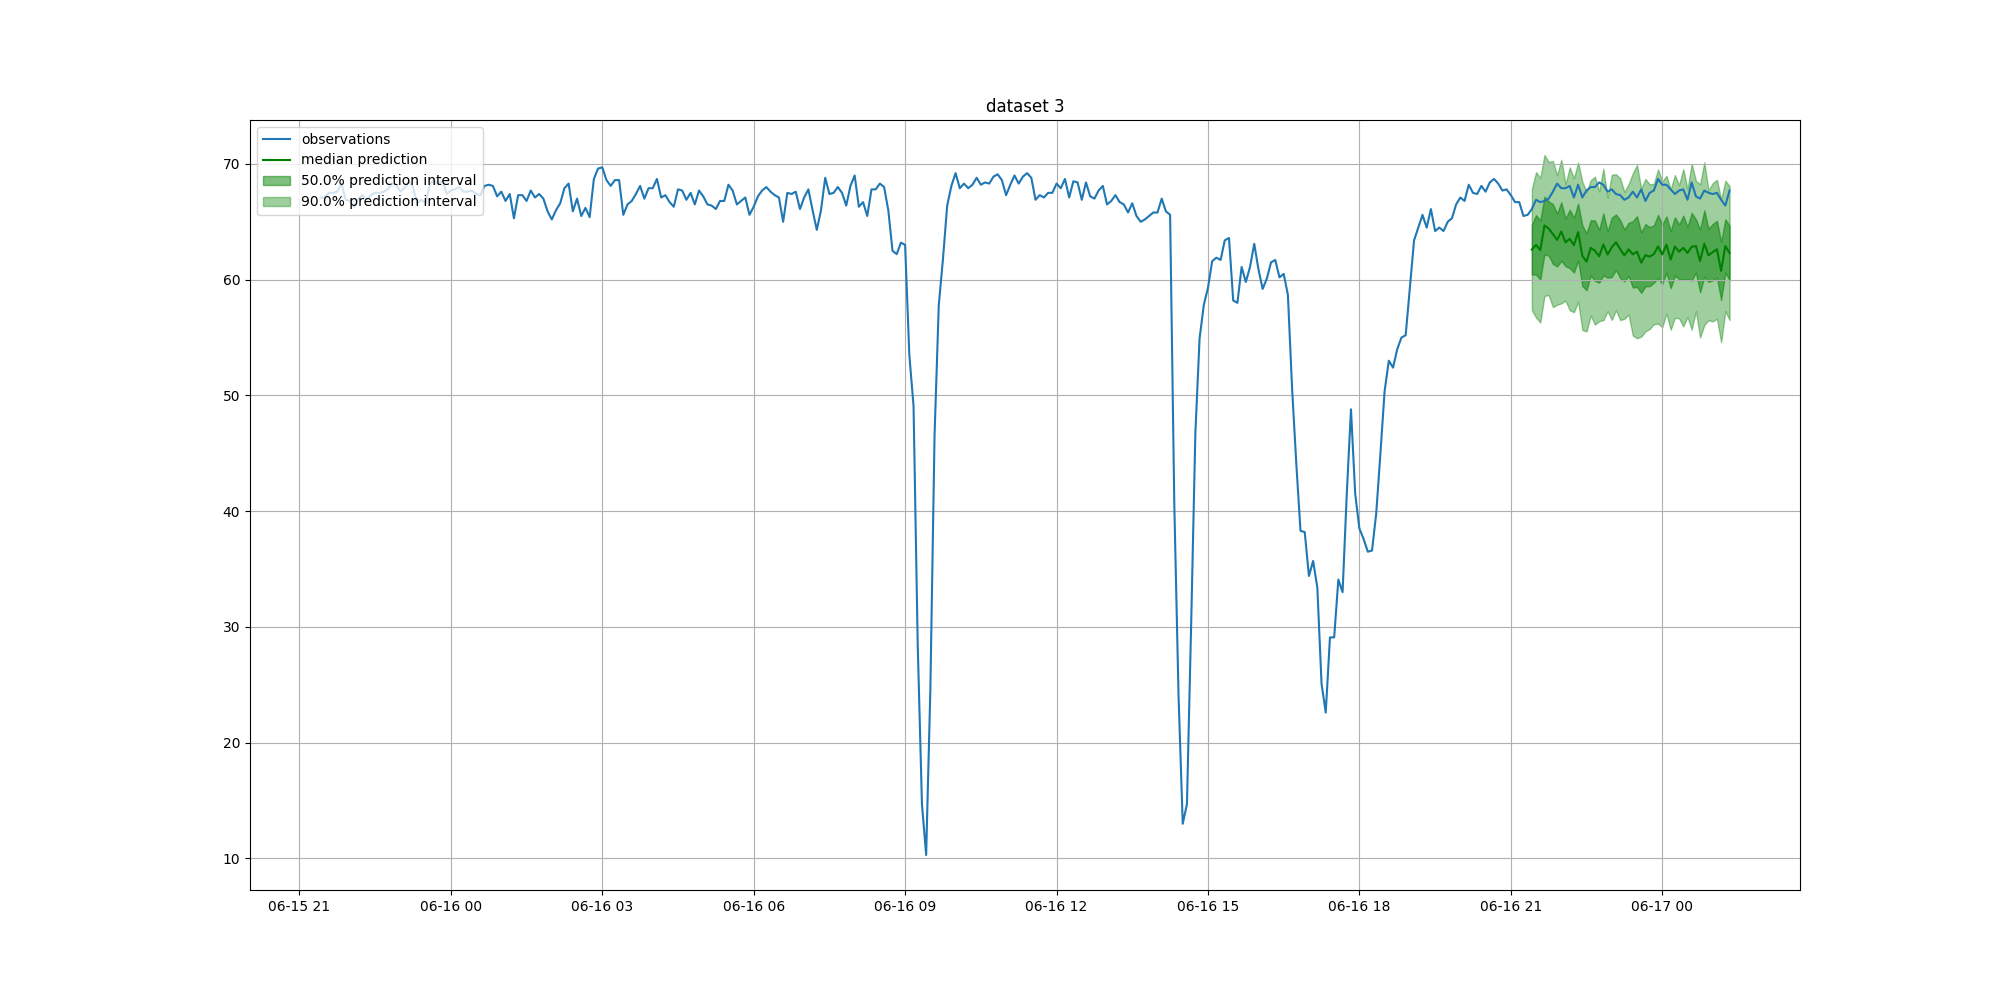 dataset 3
observations
median prediction
50.0% prediction interval
90.0% prediction interval
70
60
50
40
30
20
10
06-15 21 06-16 00 06-16 03 06-16 06 06-16 09 06-16 12 06-16 15 06-16 18 06-16 21 06-17 00